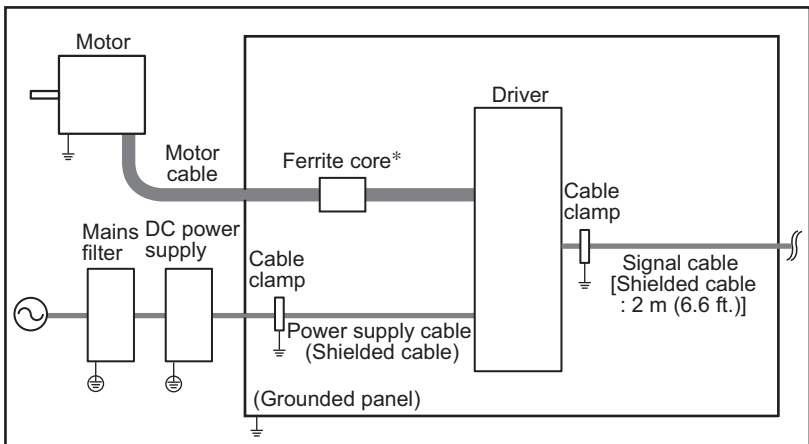 Motor
Driver
Motor
cable
Ferrite core*
Cable
clamp
Mains
filter
DC power
supply
Cable
clamp
Signal cable
[Shielded cable
: 2 m (6.6 ft.)]
Power supply cable
(Shielded cable)
(Grounded panel)